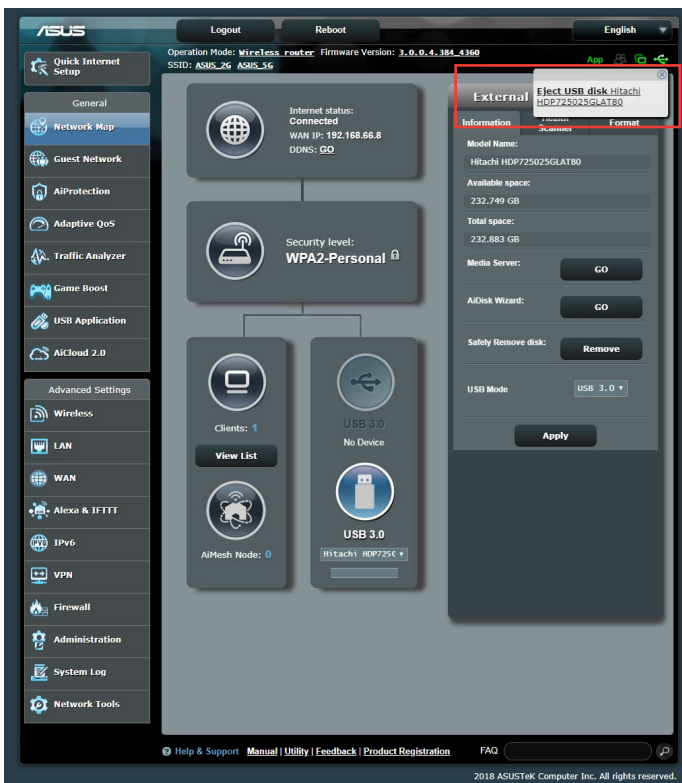 ASUS
Logout
Reboot
English
Quick Internet
Setup
Operation Mode: Wireless router Firmware Version: 3.0.0.4.384_4360
SSID: ASUS_2G ASUS_5G
App
General
Network Map
Guest Network
AiProtection
Adaptive QoS
Traffic Analyzer
Game Boost
USB Application
AiCloud 2.0
Advanced Settings
Wireless
LAN
WAN
Alexa & IFTTT
IPv6
VPN
Firewall
Administration
System Log
Network Tools
Internet status:
Connected
WAN IP: 192.168.66.8
DDNS: GO
Security level:
WPA2-Personal
Clients: 1
View List
AiMesh Node: 0
USB 3.0
No Device
USB 3.0
Hitachi HDP725
External
Eject USB disk Hitachi
HDP725025GLAT80
Information
Scanner
Format
Model Name:
Hitachi HDP725025GLAT80
Available space:
232.749 GB
Total space:
232.883 GB
Media Server:
GO
AiDisk Wizard:
GO
Safely Remove disk:
Remove
USB Mode
USB 3.0
Apply
Help & Support Manual | Utility | Feedback | Product Registration
FAQ
2018 ASUSTeK Computer Inc. All rights reserved.